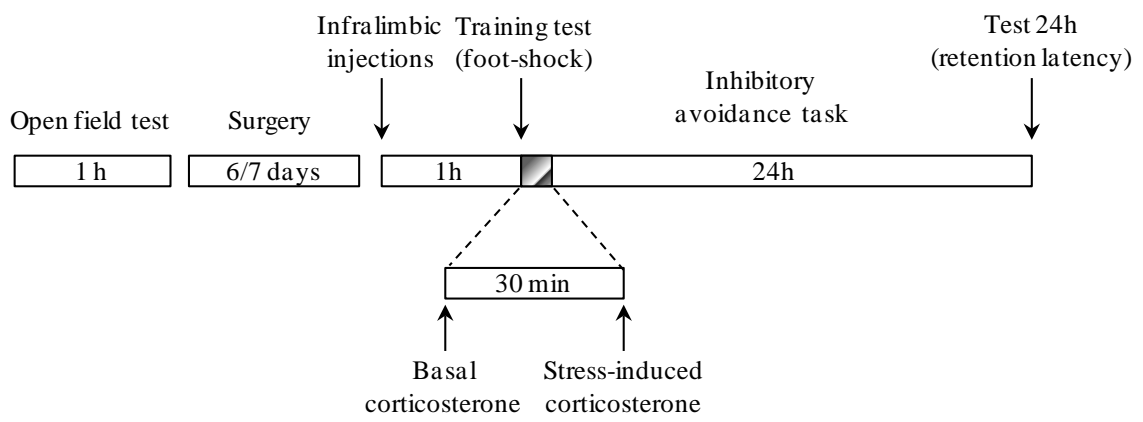 Infralimbic
injections
Training test
(foot-shock)
Test 24h
(retention latency)
Inhibitory
avoidance task
Open field test
Surgery
1 h
6/7 days
1h
24h
30 min
Basal
corticosterone
Stress-induced
corticosterone